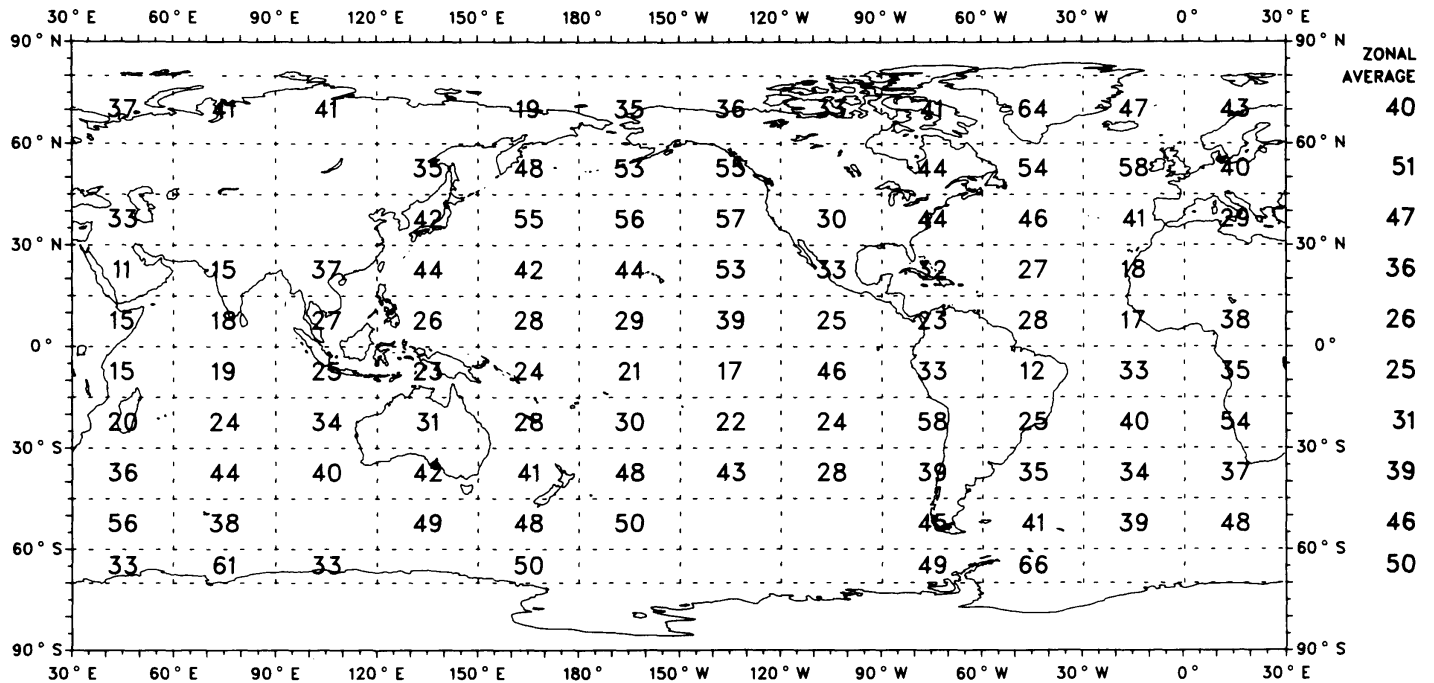 30° E 60° E 90° E 120° E 150° E 180° 150° W 120° W 90° W 60° W 30° W 0° 30° E
90° N 90° N
ZONAL
AVERAGE
37 41 41 19 35 36 33 41 64 47 43 40
60° N 60° N
35 48 53 55 44 54 58 40 51
33 42 55 56 57 30 44 46 41 29 47
30° N 30° N
11 15 37 44 42 44 53 33 32 27 18 36
15 18 27 26 28 29 39 25 23 28 17 38 26
0° 0°
15 19 25 23 24 21 17 46 33 12 33 35 25
20 24 34 31 28 30 22 24 58 25 40 54 31
30° S 30° S
36 44 40 42 41 48 43 28 39 35 34 37 39
56 38 49 48 50 45 41 39 48 46
60° S 60° S
33 61 33 50 49 66 50
90° S 90° S
30° E 60° E 90° E 120° E 150° E 180° 150° W 120° W 90° W 60° W 30° W 0° 30° E